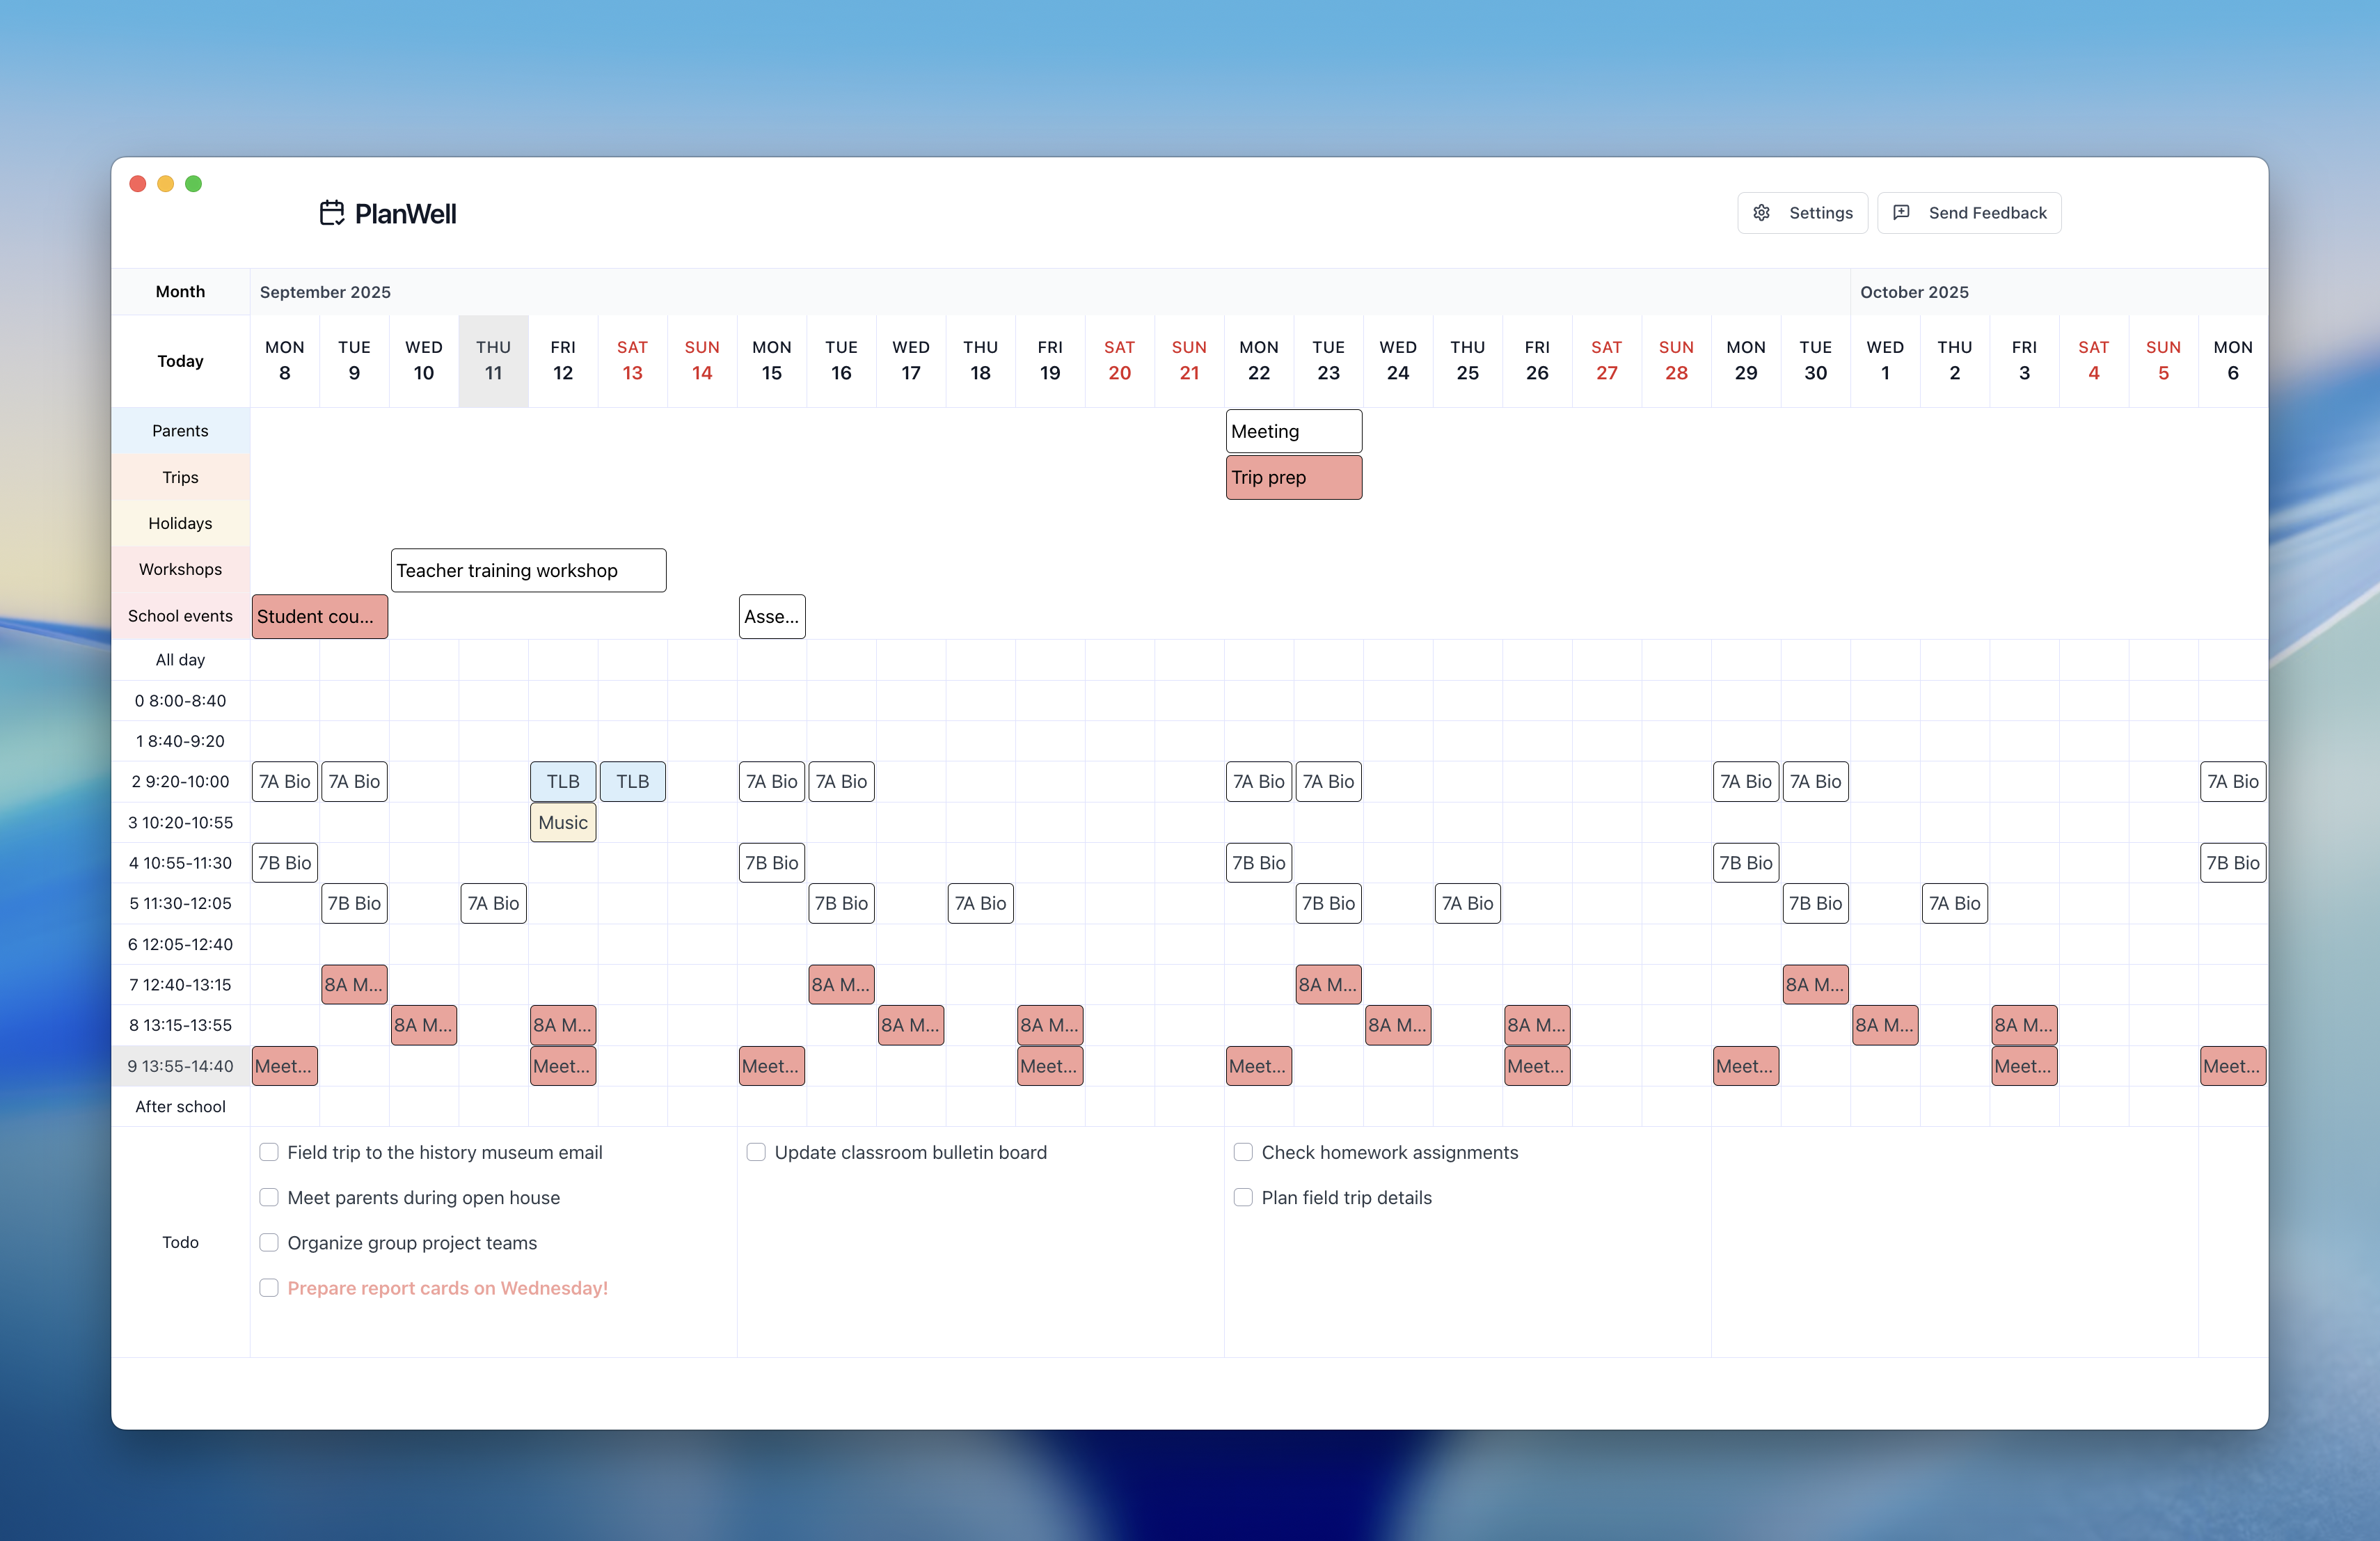 PlanWell
Settings
Send Feedback
Month September 2025 October 2025
Today MON 8 TUE 9 WED 10 THU 11 FRI 12 SAT 13 SUN 14 MON 15 TUE 16 WED 17 THU 18 FRI 19 SAT 20 SUN 21 MON 22 TUE 23 WED 24 THU 25 FRI 26 SAT 27 SUN 28 MON 29 TUE 30 WED 1 THU 2 FRI 3 SAT 4 SUN 5 MON 6
Parents Meeting
Trips Trip prep
Holidays
Workshops Teacher training workshop
School events Student cou... Asse...
All day
0 8:00-8:40
1 8:40-9:20
2 9:20-10:00 7A Bio 7A Bio TLB TLB 7A Bio 7A Bio 7A Bio 7A Bio 7A Bio 7A Bio 7A Bio
3 10:20-10:55 Music
4 10:55-11:30 7B Bio 7B Bio 7B Bio 7B Bio 7B Bio
5 11:30-12:05 7B Bio 7A Bio 7B Bio 7A Bio 7B Bio 7A Bio 7B Bio 7A Bio
6 12:05-12:40
7 12:40-13:15 8A M... 8A M... 8A M... 8A M...
8 13:15-13:55 8A M... 8A M... 8A M... 8A M... 8A M... 8A M... 8A M... 8A M...
9 13:55-14:40 Meet... Meet... Meet... Meet... Meet... Meet... Meet... Meet... Meet...
After school
Todo
Field trip to the history museum email
Meet parents during open house
Organize group project teams
Prepare report cards on Wednesday!
Update classroom bulletin board
Check homework assignments
Plan field trip details